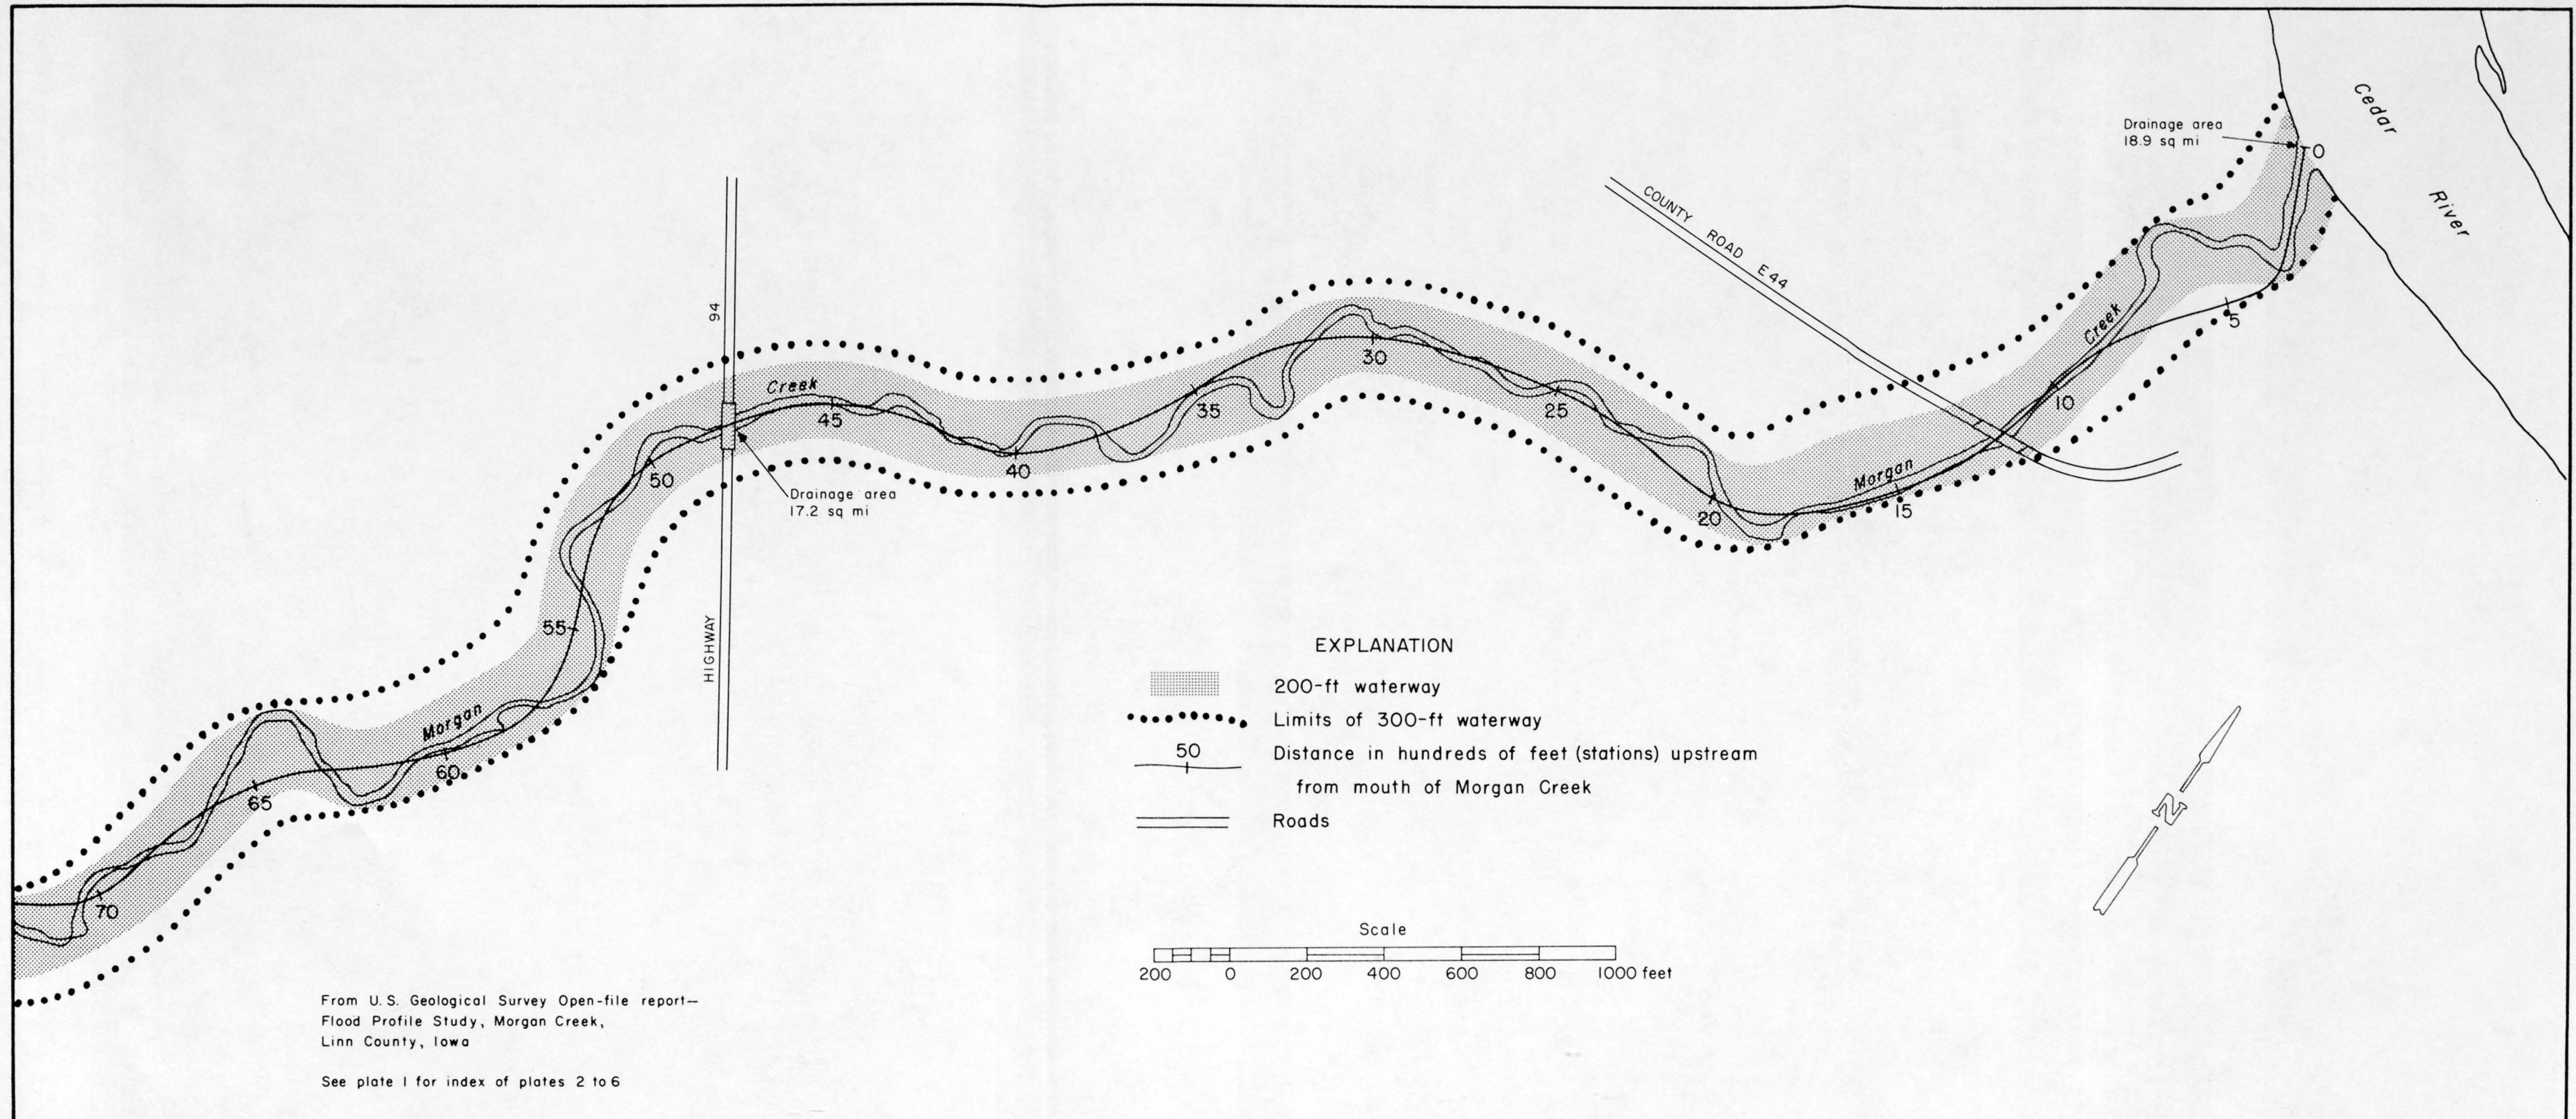 Cedar
River
Drainage area
18.9 sq mi
0
COUNTY ROAD E 44
5
Creek
10
94
30
Creek
45
35
25
40
50
Morgan
15
20
Drainage area
17.2 sq mi
55
HIGHWAY
Morgan
60
65
70
EXPLANATION
200-ft waterway
Limits of 300-ft waterway
50
Distance in hundreds of feet (stations) upstream
from mouth of Morgan Creek
Roads
N
Scale
200 0 200 400 600 800 1000 feet
From U.S. Geological Survey Open-file report—
Flood Profile Study, Morgan Creek,
Linn County, Iowa
See plate 1 for index of plates 2 to 6